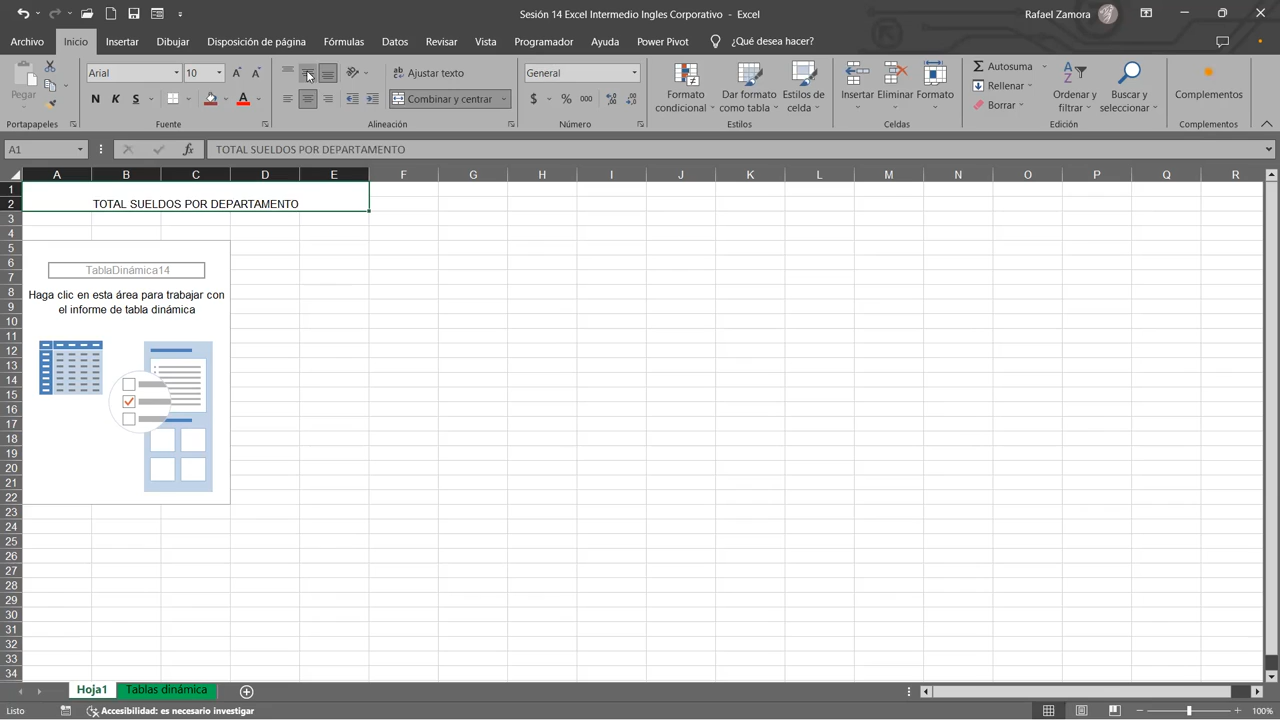 Sesión 14 Excel Intermedio Ingles Corporativo - Excel
Rafael Zamora
Archivo Inicio Insertar Dibujar Disposición de página Fórmulas Datos Revisar Vista Programador Ayuda Power Pivot ¿Qué desea hacer?
Pegar
Arial 10
N K S
Ajustar texto
Combinar y centrar
General
$ % 000
Formato condicional
Dar formato como tabla
Estilos de celda
Insertar Eliminar Formato
Autosuma
Rellenar
Borrar
Ordenar y filtrar
Buscar y seleccionar
Complementos
Portapapeles Fuente Alineación Número Estilos Celdas Edición Complementos
A1 fx TOTAL SUELDOS POR DEPARTAMENTO
A B C D E F G H I J K L M N O P Q R
1
2 TOTAL SUELDOS POR DEPARTAMENTO
3
4
5
6 TablaDinámica14
7
8 Haga clic en esta área para trabajar con
9 el informe de tabla dinámica
10
11
12
13
14
15
16
17
18
19
20
21
22
23
24
25
26
27
28
29
30
31
32
33
34
Hoja1 Tablas dinámica
Listo Accesibilidad: es necesario investigar 100%